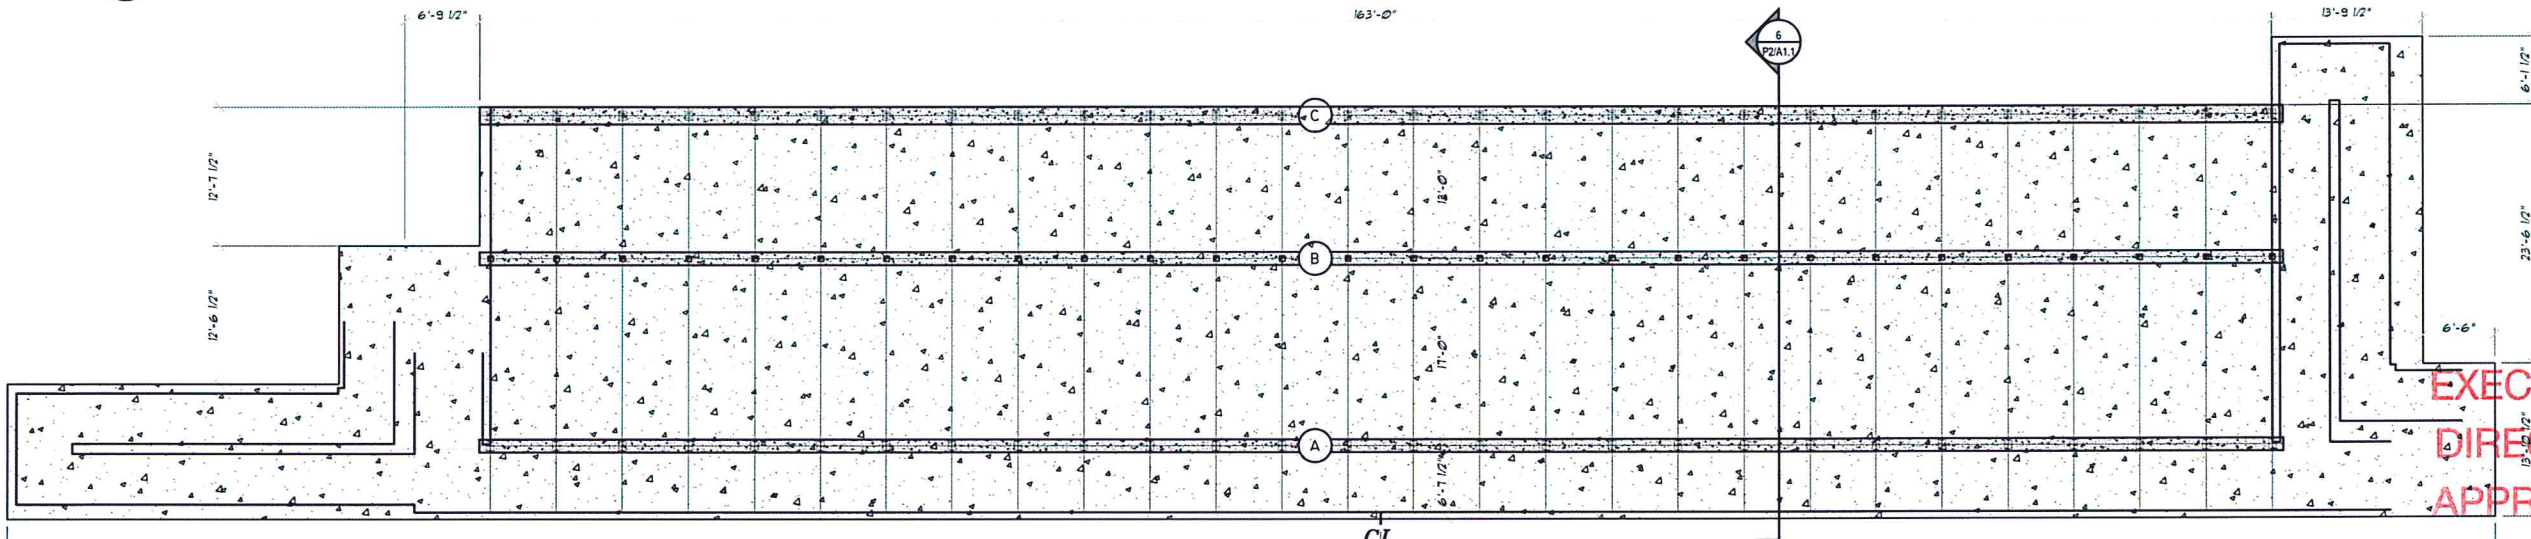 6'-9 1/2"
163'-0"
13'-9 1/2"
6
P2/A1.1
6'-1 1/2"
C
12'-7 1/2"
12'-0"
23'-6 1/2"
B
12'-6 1/2"
17'-0"
6'-6"
EXEC
DIRE
13'-10 1/2"
A
6'-7 1/2"
APPR
CL